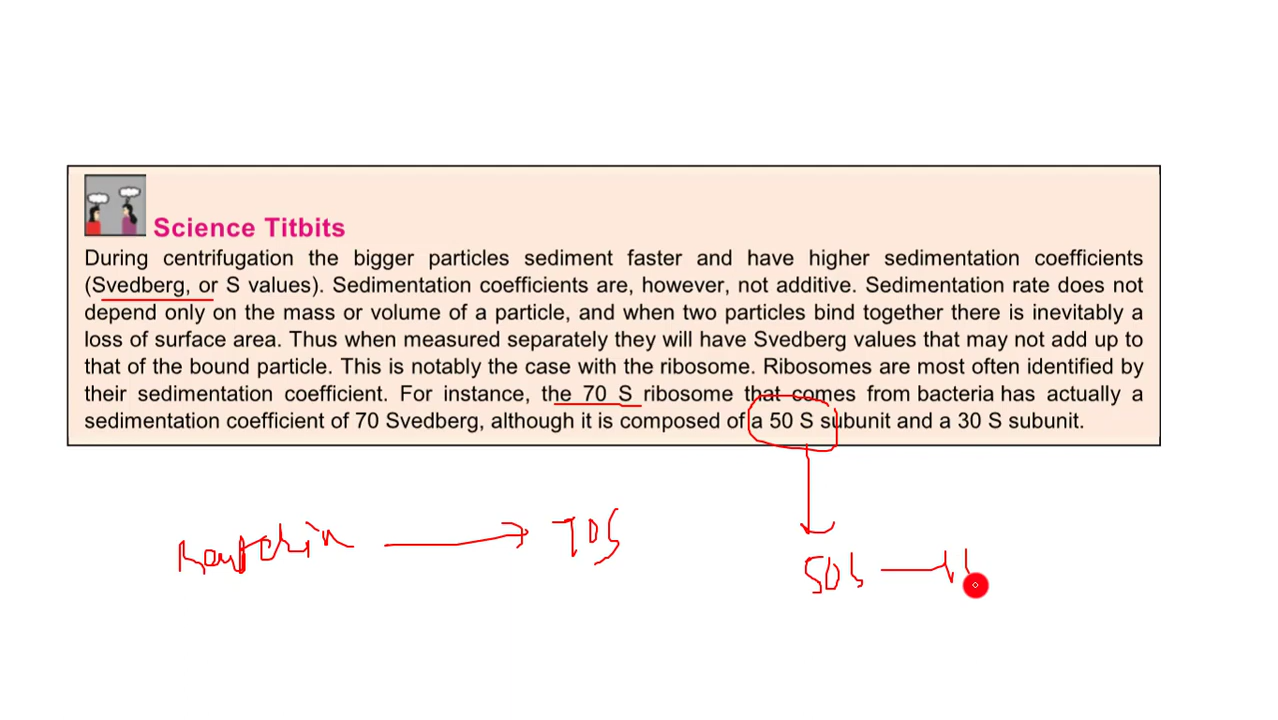 Science Titbits
During centrifugation the bigger particles sediment faster and have higher sedimentation coefficients
(Svedberg, or S values). Sedimentation coefficients are, however, not additive. Sedimentation rate does not
depend only on the mass or volume of a particle, and when two particles bind together there is inevitably a
loss of surface area. Thus when measured separately they will have Svedberg values that may not add up to
that of the bound particle. This is notably the case with the ribosome. Ribosomes are most often identified by
their sedimentation coefficient. For instance, the 70 S ribosome that comes from bacteria has actually a
sedimentation coefficient of 70 Svedberg, although it is composed of a 50 S subunit and a 30 S subunit.
70S
50S